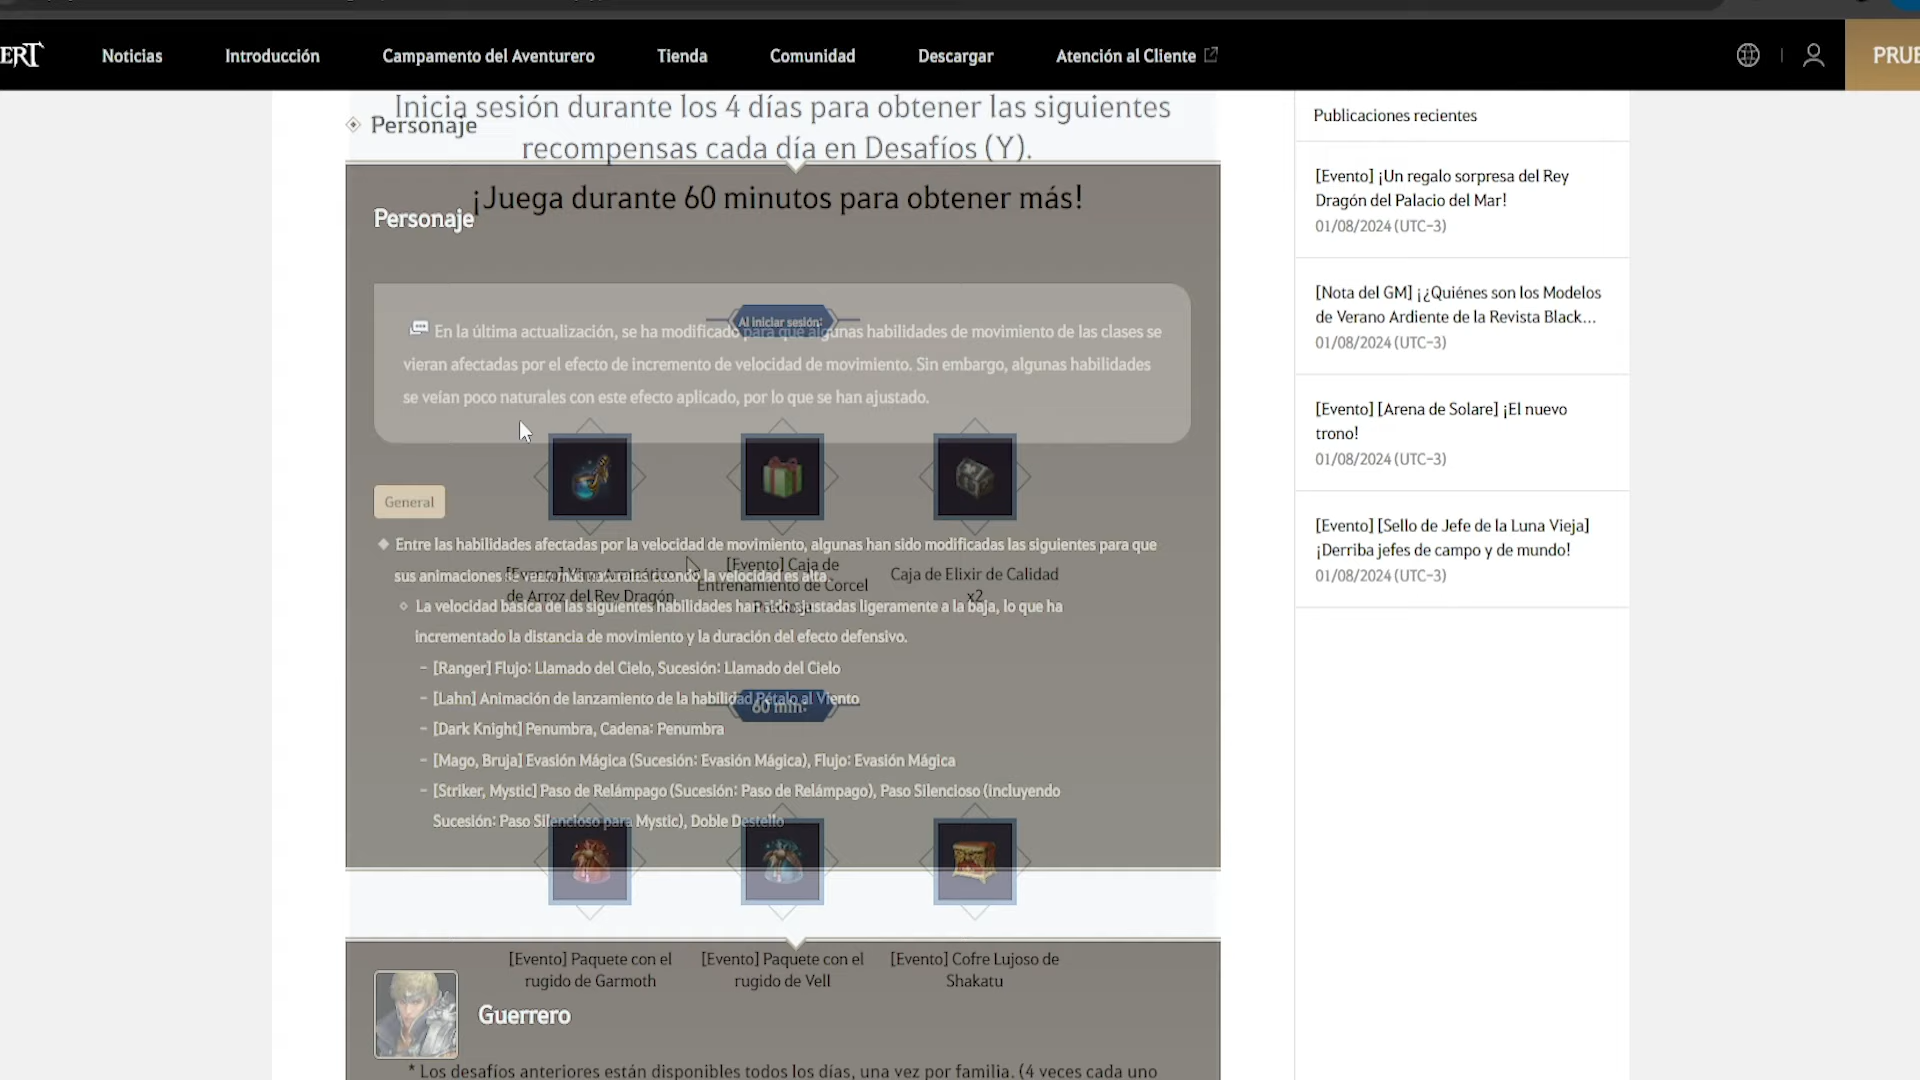 ERT
Noticias
Introducción
Campamento del Aventurero
Tienda
Comunidad
Descargar
Atención al Cliente
PRUE
Inicia sesión durante los 4 días para obtener las siguientes
recompensas cada día en Desafíos (Y).
Personaje
¡Juega durante 60 minutos para obtener más!
Personaje
Al iniciar sesión:
En la última actualización, se ha modificado para que algunas habilidades de movimiento de las clases se
vieran afectadas por el efecto de incremento de velocidad de movimiento. Sin embargo, algunas habilidades
se veían poco naturales con este efecto aplicado, por lo que se han ajustado.
General
Entre las habilidades afectadas por la velocidad de movimiento, algunas han sido modificadas las siguientes para que
sus animaciones se vean más naturales cuando la velocidad es alta.
[Evento]
de Arroz del Rey Dragón
[Evento] Caja de
Entrenamiento de Corcel
Caja de Elixir de Calidad
x2
La velocidad básica de las siguientes habilidades han sido ajustadas ligeramente a la baja, lo que ha
incrementado la distancia de movimiento y la duración del efecto defensivo.
- [Ranger] Flujo: Llamado del Cielo, Sucesión: Llamado del Cielo
- [Lahn] Animación de lanzamiento de la habilidad Pétalo al Viento
60 min:
- [Dark Knight] Penumbra, Cadena: Penumbra
- [Mago, Bruja] Evasión Mágica (Sucesión: Evasión Mágica), Flujo: Evasión Mágica
- [Striker, Mystic] Paso de Relámpago (Sucesión: Paso de Relámpago), Paso Silencioso (incluyendo
Sucesión: Paso Silencioso para Mystic), Doble Destello
[Evento] Paquete con el
rugido de Garmoth
[Evento] Paquete con el
rugido de Vell
[Evento] Cofre Lujoso de
Shakatu
Guerrero
* Los desafíos anteriores están disponibles todos los días, una vez por familia. (4 veces cada uno
Publicaciones recientes
[Evento] ¡Un regalo sorpresa del Rey
Dragón del Palacio del Mar!
01/08/2024 (UTC-3)
[Nota del GM] ¡¿Quiénes son los Modelos
de Verano Ardiente de la Revista Black...
01/08/2024 (UTC-3)
[Evento] [Arena de Solare] ¡El nuevo
trono!
01/08/2024 (UTC-3)
[Evento] [Sello de Jefe de la Luna Vieja]
¡Derriba jefes de campo y de mundo!
01/08/2024 (UTC-3)